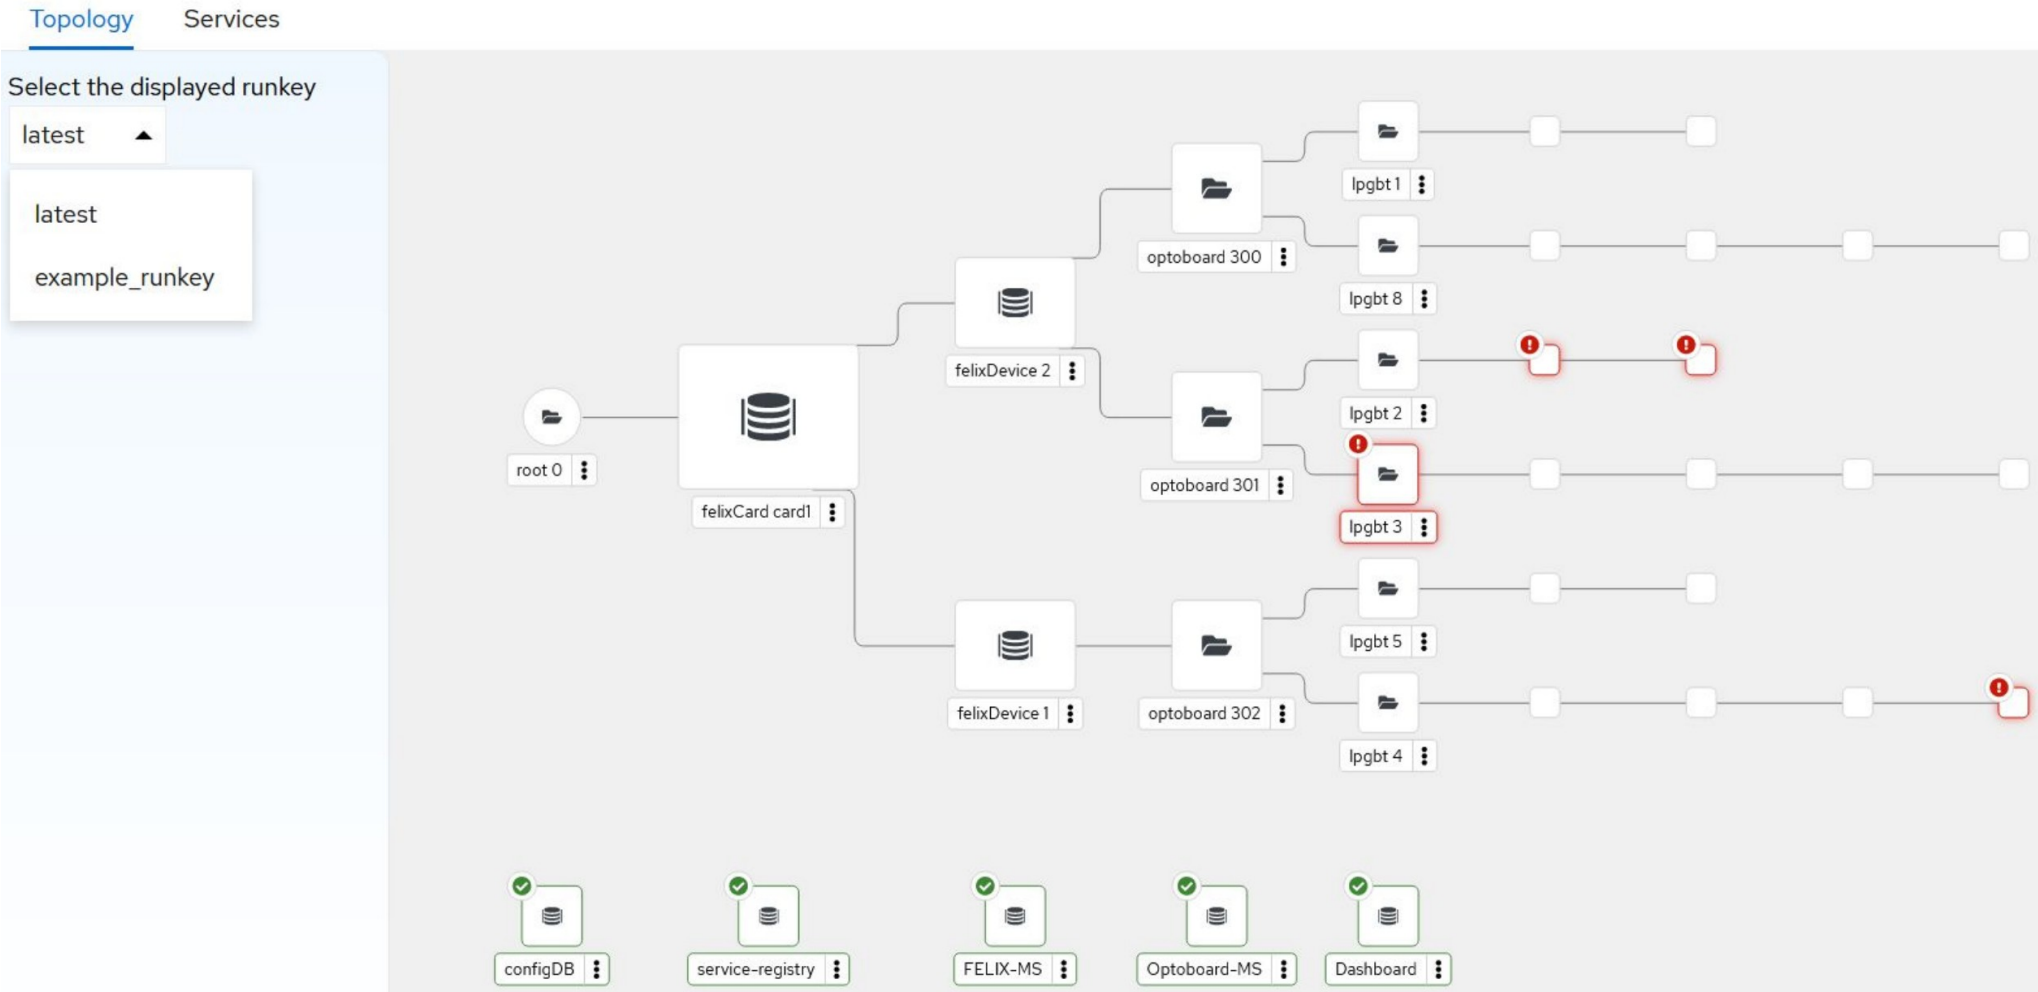 Topology Services
Select the displayed runkey
latest
latest
example_runkey
lpgbt 1
optoboard 300
lpgbt 8
felixDevice 2
lpgbt 2
root 0
optoboard 301
felixCard card1
lpgbt 3
lpgbt 5
felixDevice 1
optoboard 302
lpgbt 4
configDB service-registry FELIX-MS Optoboard-MS Dashboard